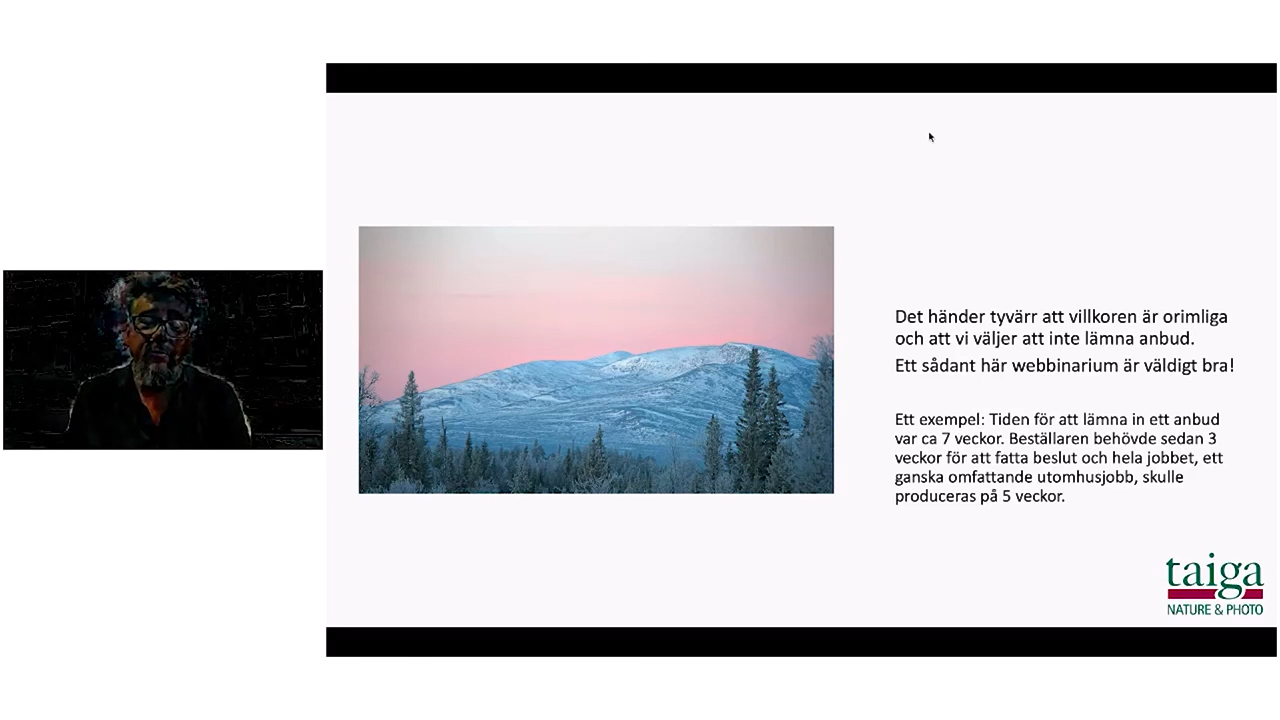 Det händer tyvärr att villkoren är orimliga
och att vi väljer att inte lämna anbud.
Ett sådant här webbinarium är väldigt bra!
Ett exempel: Tiden för att lämna in ett anbud
var ca 7 veckor. Beställaren behövde sedan 3
veckor för att fatta beslut och hela jobbet, ett
ganska omfattande utomhusjobb, skulle
produceras på 5 veckor.
taiga
NATURE & PHOTO